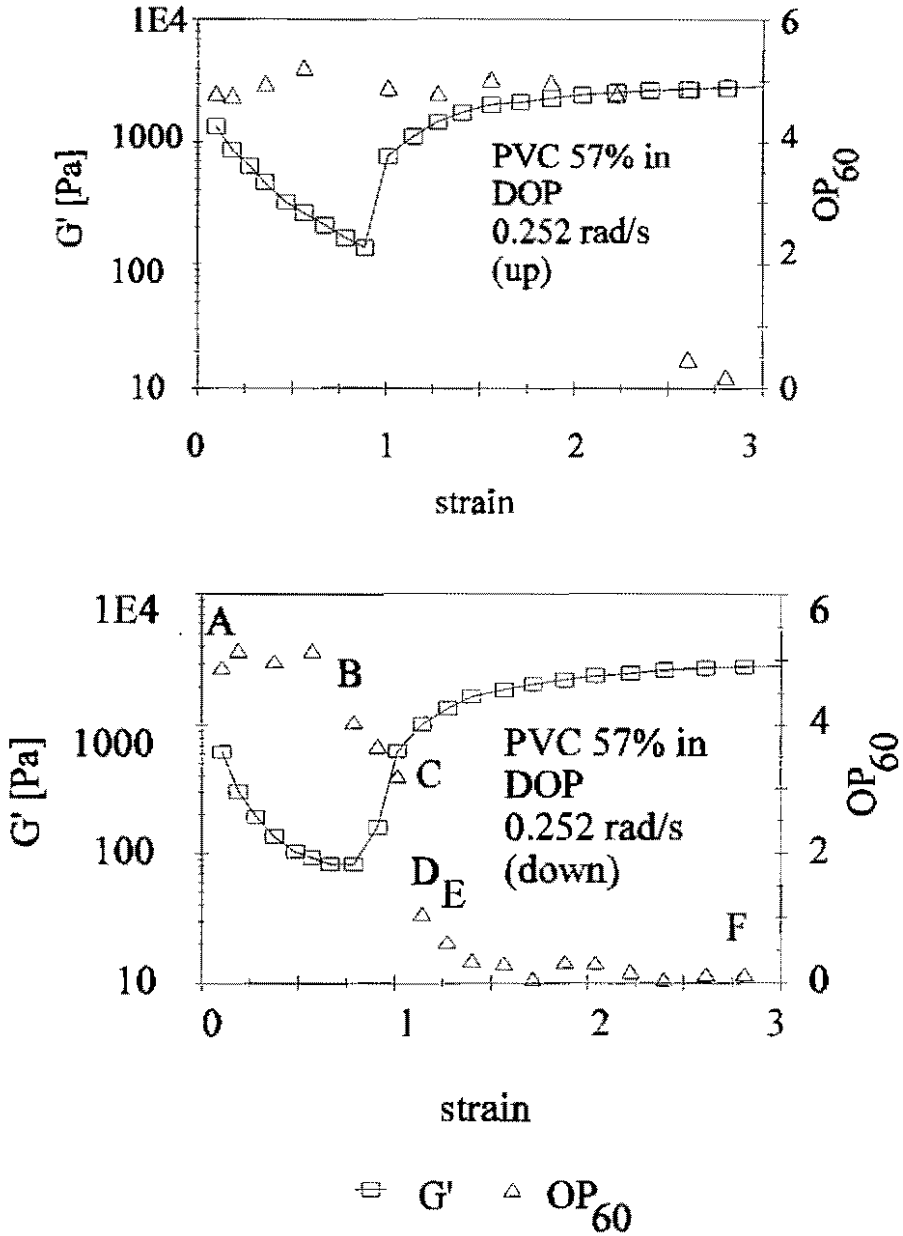 1E4
1000
100
10
G' [Pa]
6
4
2
0
OP60
PVC 57% in
DOP
0.252 rad/s
(up)
0 1 2 3
strain
1E4
1000
100
10
G' [Pa]
6
4
2
0
OP60
A
B
C
D E
F
PVC 57% in
DOP
0.252 rad/s
(down)
0 1 2 3
strain
G' OP60